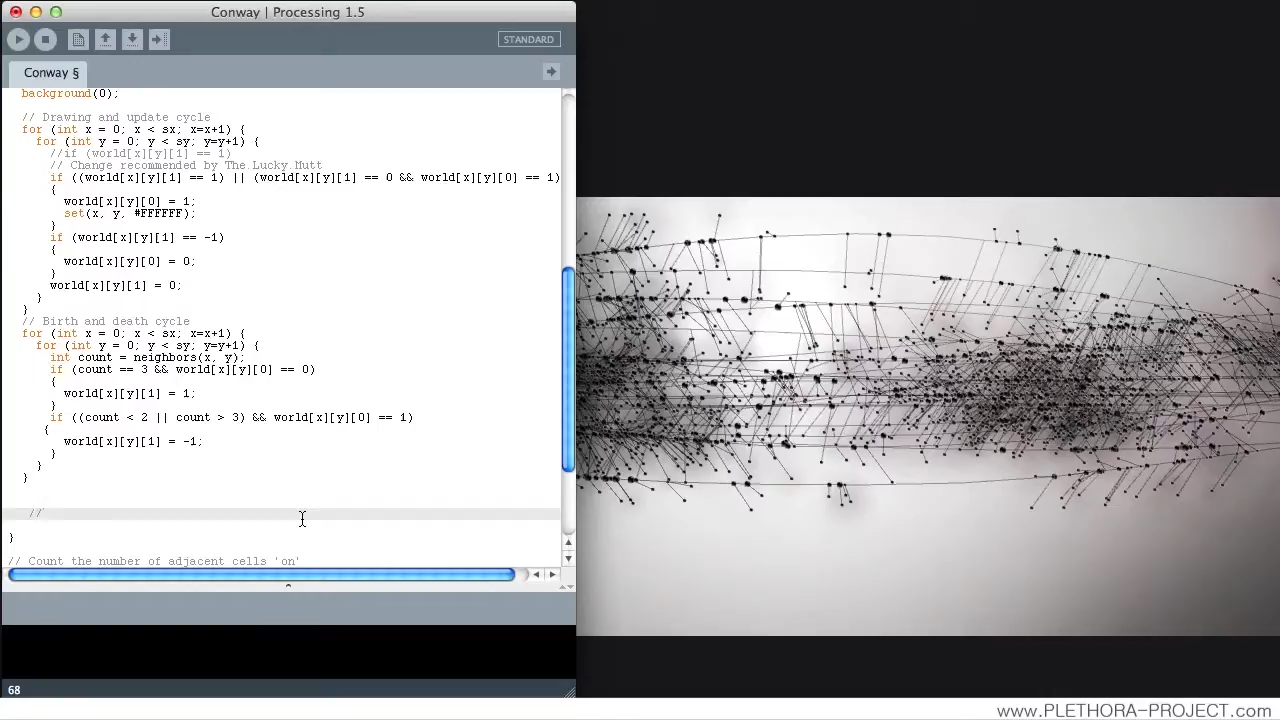 Conway | Processing 1.5
STANDARD
Conway §
background(0);
// Drawing and update cycle
for (int x = 0; x < sx; x=x+1) {
for (int y = 0; y < sy; y=y+1) {
//if (world[x][y][1] == 1)
// Change recommended by The Lucky Mutt
if ((world[x][y][1] == 1) || (world[x][y][1] == 0 && world[x][y][0] == 1)
{
world[x][y][0] = 1;
set(x, y, #FFFFFF);
}
if (world[x][y][1] == -1)
{
world[x][y][0] = 0;
}
world[x][y][1] = 0;
}
}
// Birth and death cycle
for (int x = 0; x < sx; x=x+1) {
for (int y = 0; y < sy; y=y+1) {
int count = neighbors(x, y);
if (count == 3 && world[x][y][0] == 0)
{
world[x][y][1] = 1;
}
if ((count < 2 || count > 3) && world[x][y][0] == 1)
{
world[x][y][1] = -1;
}
}
}
//
}
// Count the number of adjacent cells 'on'
68
www.PLETHORA-PROJECT.com